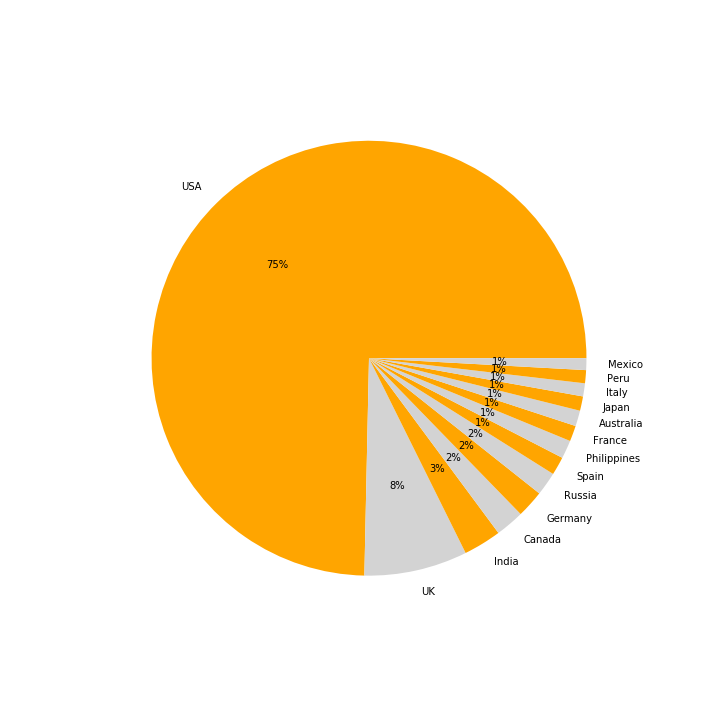 USA
75%
1%
Mexico
1%
Peru
1%
Italy
1%
Japan
1%
Australia
1%
France
1%
Philippines
1%
Spain
2%
Russia
2%
Germany
2%
Canada
3%
India
8%
UK